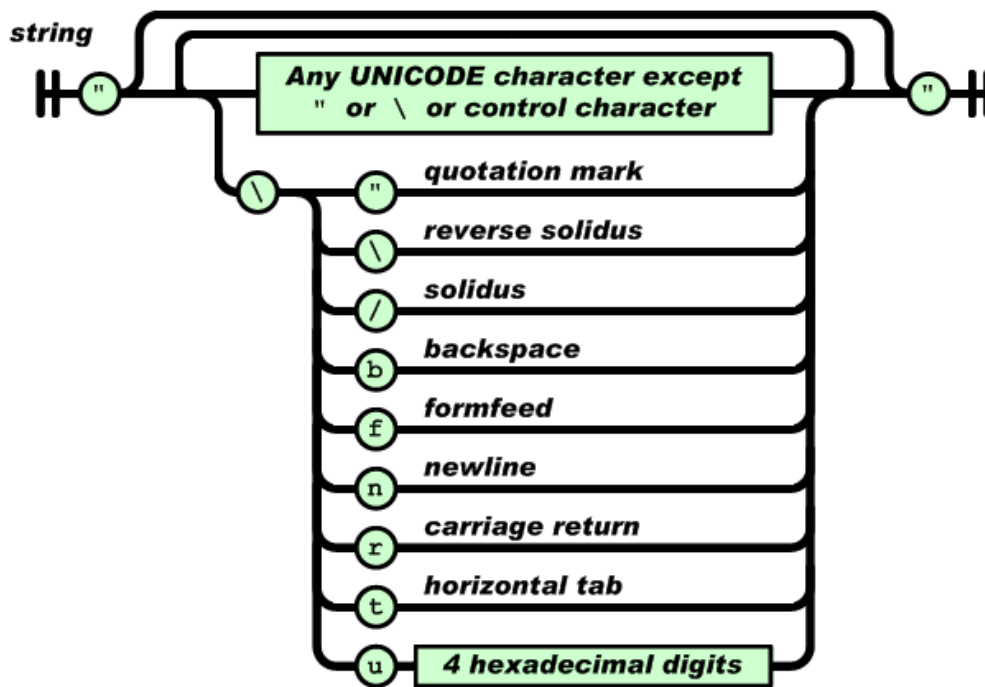 string
"
Any UNICODE character except
" or \ or control character
"
\
" quotation mark
\ reverse solidus
/ solidus
b backspace
f formfeed
n newline
r carriage return
t horizontal tab
u 4 hexadecimal digits